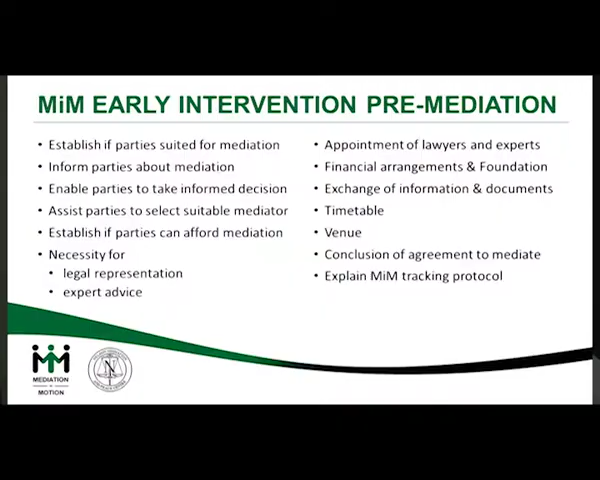 MiM EARLY INTERVENTION PRE-MEDIATION
• Establish if parties suited for mediation
• Inform parties about mediation
• Enable parties to take informed decision
• Assist parties to select suitable mediator
• Establish if parties can afford mediation
• Necessity for
• legal representation
• expert advice
• Appointment of lawyers and experts
• Financial arrangements & Foundation
• Exchange of information & documents
• Timetable
• Venue
• Conclusion of agreement to mediate
• Explain MiM tracking protocol
MEDIATION
MOTION
N